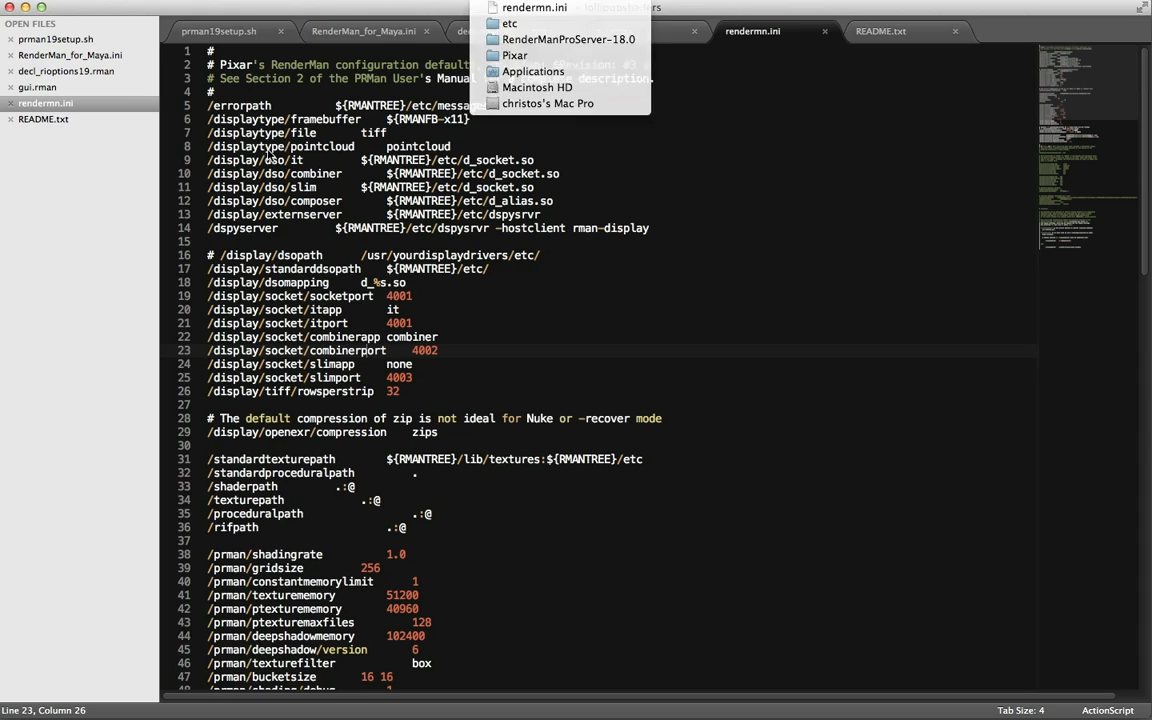 rendermn.ini
etc
RenderManProServer-18.0
Pixar
Applications
Macintosh HD
christos's Mac Pro
OPEN FILES
prman19setup.sh
RenderMan_for_Maya.ini
decl_rioptions19.rman
gui.rman
rendermn.ini
README.txt
prman19setup.sh
RenderMan_for_Maya.ini
rendermn.ini
README.txt
1 #
2 # Pixar's RenderMan configuration
3 # See Section 2 of the PRMan User's Manual
4 #
5 /errorpath ${RMANTREE}/etc/
6 /displaytype/framebuffer ${RMANFB-x11}
7 /displaytype/file tiff
8 /displaytype/pointcloud pointcloud
9 /display/dso/it ${RMANTREE}/etc/d_socket.so
10 /display/dso/combiner ${RMANTREE}/etc/d_socket.so
11 /display/dso/slim ${RMANTREE}/etc/d_socket.so
12 /display/dso/composer ${RMANTREE}/etc/d_alias.so
13 /display/externserver ${RMANTREE}/etc/dspysrvr
14 /dspyserver ${RMANTREE}/etc/dspysrvr -hostclient rman-display
15
16 # /display/dsopath /usr/yourdisplaydrivers/etc/
17 /display/standarddsopath ${RMANTREE}/etc/
18 /display/dsomapping d_%s.so
19 /display/socket/socketport 4001
20 /display/socket/itapp it
21 /display/socket/itport 4001
22 /display/socket/combinerapp combiner
23 /display/socket/combinerport 4002
24 /display/socket/slimapp none
25 /display/socket/slimport 4003
26 /display/tiff/rowsperstrip 32
27
28 # The default compression of zip is not ideal for Nuke or -recover mode
29 /display/openexr/compression zips
30
31 /standardtexturepath ${RMANTREE}/lib/textures:${RMANTREE}/etc
32 /standardproceduralpath .
33 /shaderpath .:@
34 /texturepath .:@
35 /proceduralpath .:@
36 /rifpath .:@
37
38 /prman/shadingrate 1.0
39 /prman/gridsize 256
40 /prman/constantmemorylimit 1
41 /prman/texturememory 51200
42 /prman/ptexturememory 40960
43 /prman/ptexturemaxfiles 128
44 /prman/deepshadowmemory 102400
45 /prman/deepshadow/version 6
46 /prman/texturefilter box
47 /prman/bucketsize 16 16
Line 23, Column 26
Tab Size: 4
ActionScript